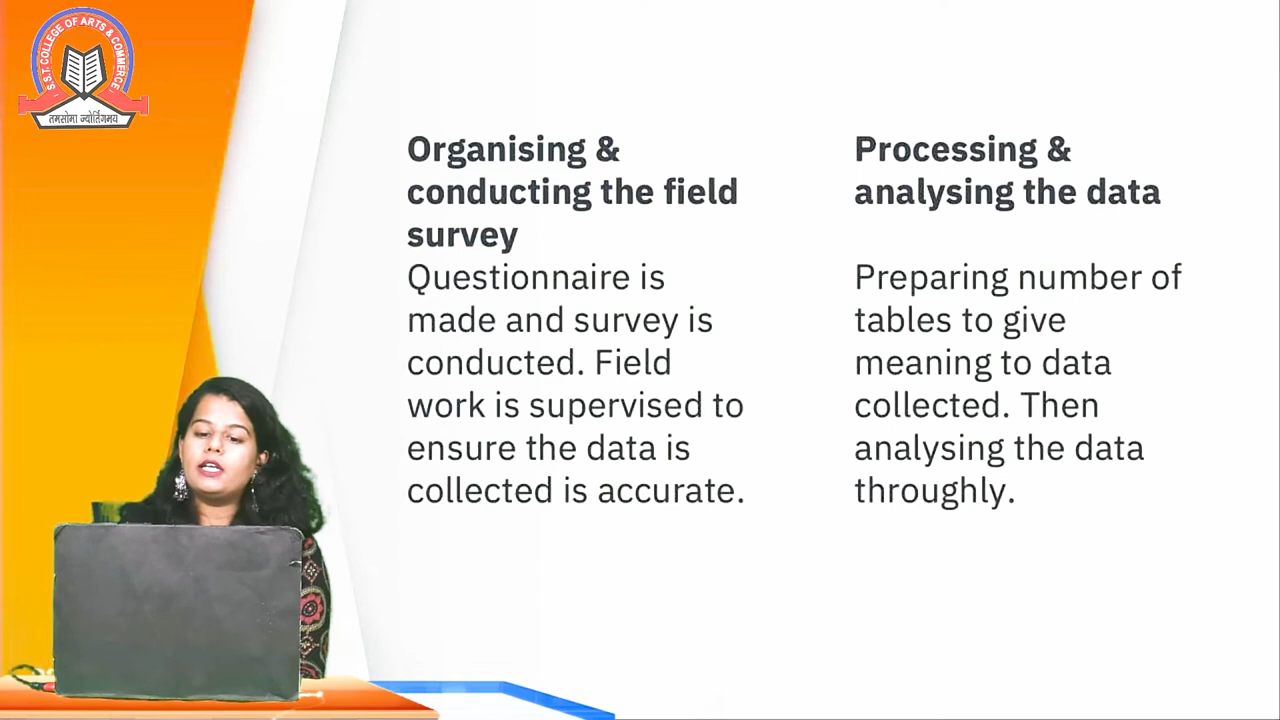 S.S.T. COLLEGE OF ARTS & COMMERCE
तमसोमा ज्योर्तिगमय
Organising &
conducting the field
survey
Questionnaire is
made and survey is
conducted. Field
work is supervised to
ensure the data is
collected is accurate.
Processing &
analysing the data
Preparing number of
tables to give
meaning to data
collected. Then
analysing the data
throughly.